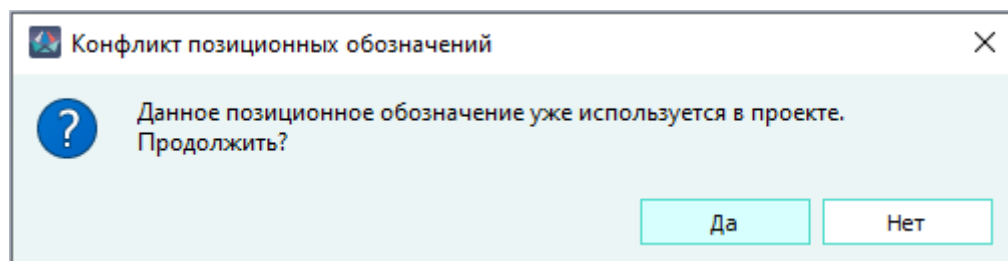 Конфликт позиционных обозначений
Данное позиционное обозначение уже используется в проекте.
Продолжить?
Да
Нет